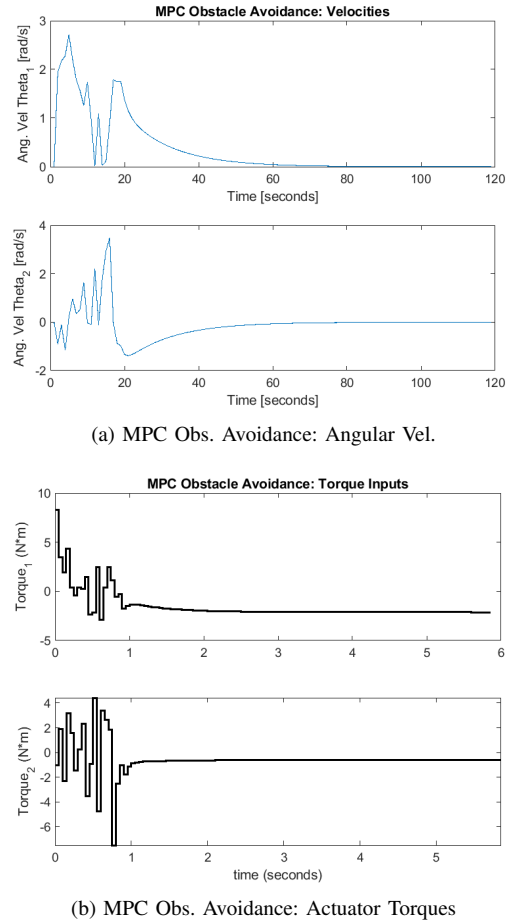 MPC Obstacle Avoidance: Velocities
Ang. Vel Theta1 [rad/s]
3
2
1
0
0 20 40 60 80 100 120
Time [seconds]
Ang. Vel Theta2 [rad/s]
4
2
0
-2
0 20 40 60 80 100 120
Time [seconds]
(a) MPC Obs. Avoidance: Angular Vel.
MPC Obstacle Avoidance: Torque Inputs
Torque1 (N*m)
10
5
0
-5
0 1 2 3 4 5 6
Torque2 (N*m)
4
2
0
-2
-4
-6
0 1 2 3 4 5
time (seconds)
(b) MPC Obs. Avoidance: Actuator Torques